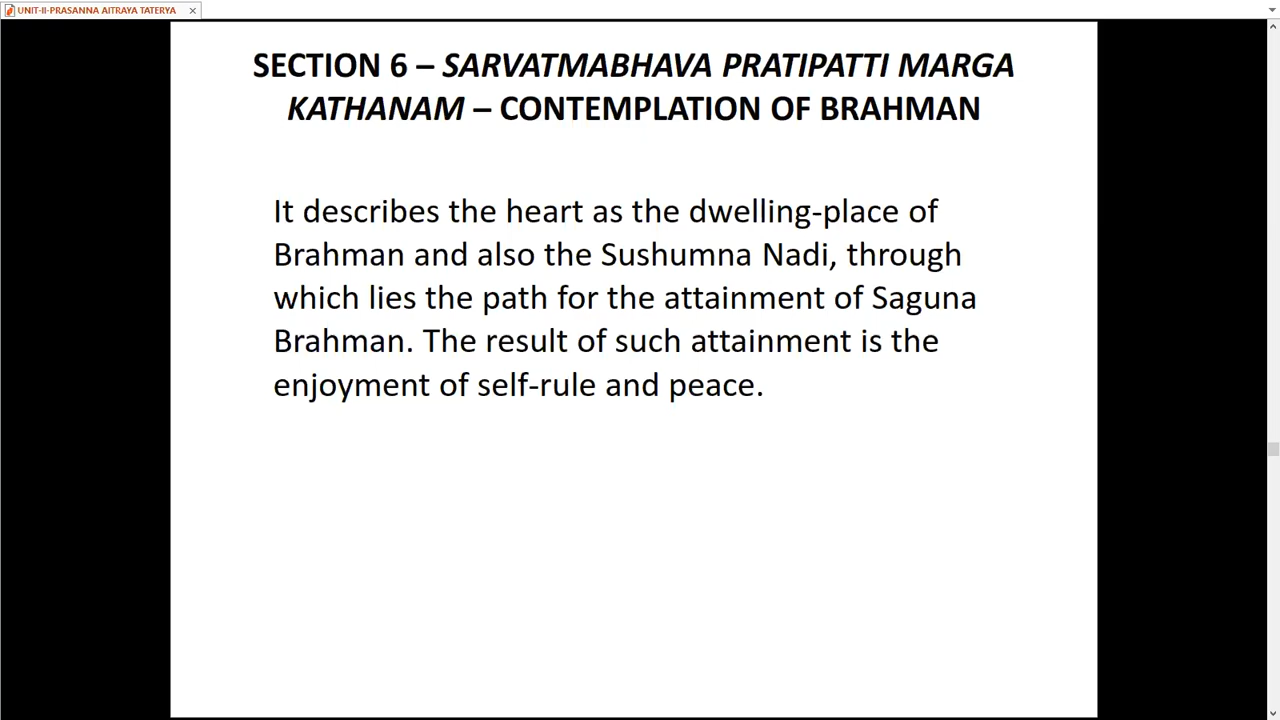 UNIT-II-PRASANNA AITRAYA TATERYA
SECTION 6 – SARVATMABHAVA PRATIPATTI MARGA
KATHANAM – CONTEMPLATION OF BRAHMAN
It describes the heart as the dwelling-place of
Brahman and also the Sushumna Nadi, through
which lies the path for the attainment of Saguna
Brahman. The result of such attainment is the
enjoyment of self-rule and peace.